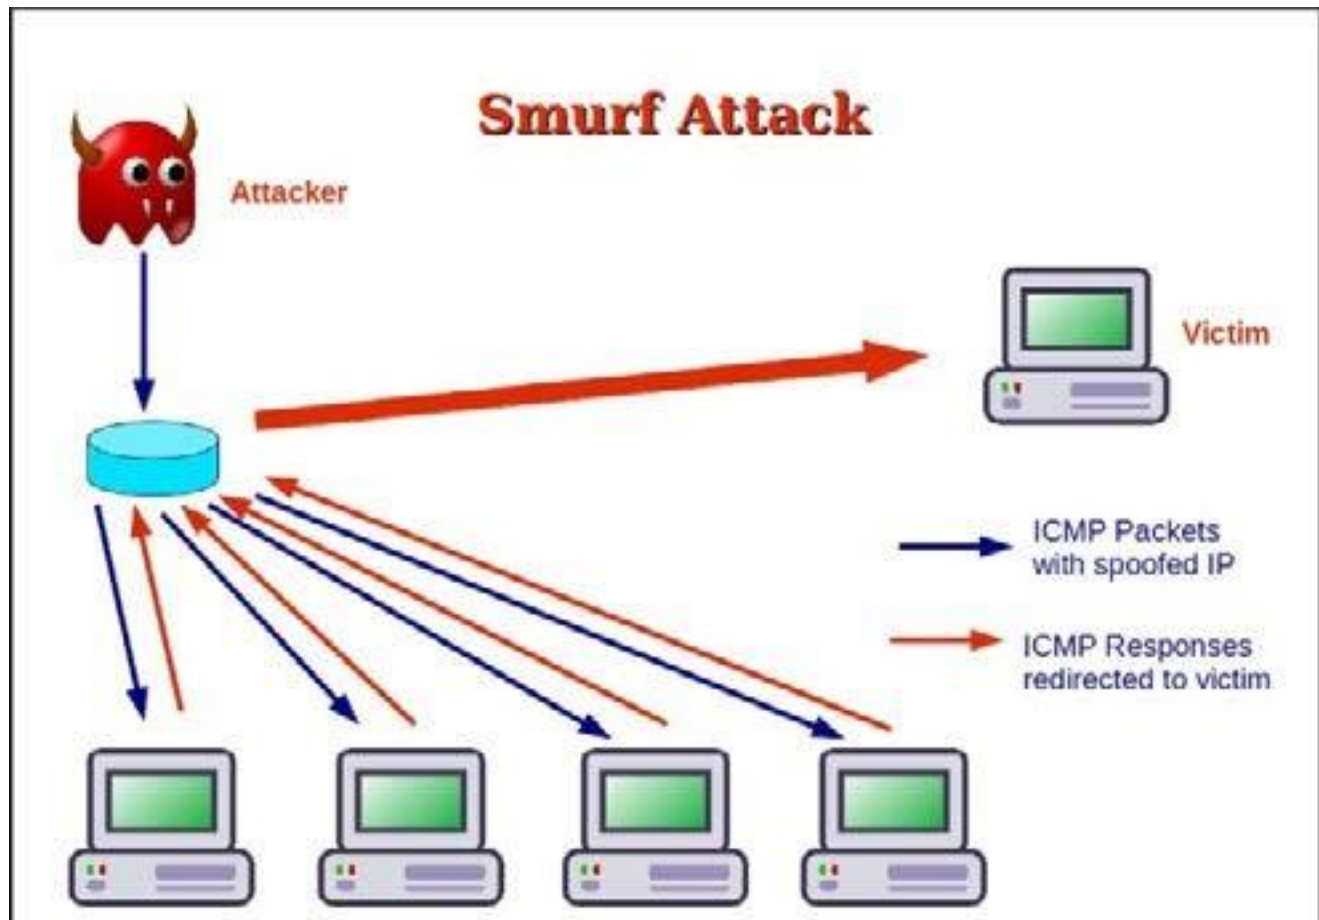 Smurf Attack
Attacker
Victim
ICMP Packets
with spoofed IP
ICMP Responses
redirected to victim